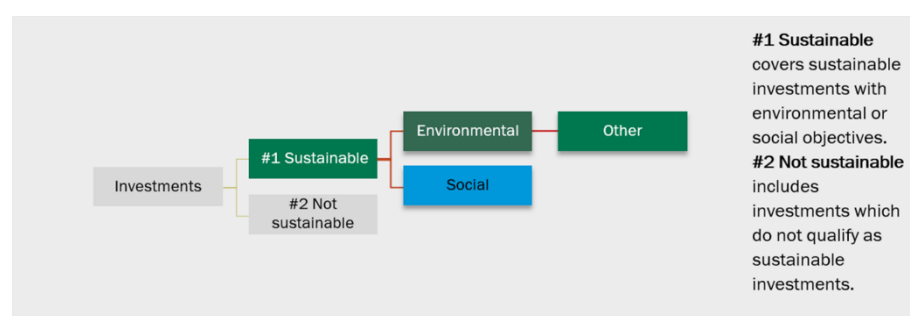 Investments
#1 Sustainable
#2 Not
sustainable
Environmental
Social
Other
#1 Sustainable
covers sustainable
investments with
environmental or
social objectives.
#2 Not sustainable
includes
investments which
do not qualify as
sustainable
investments.